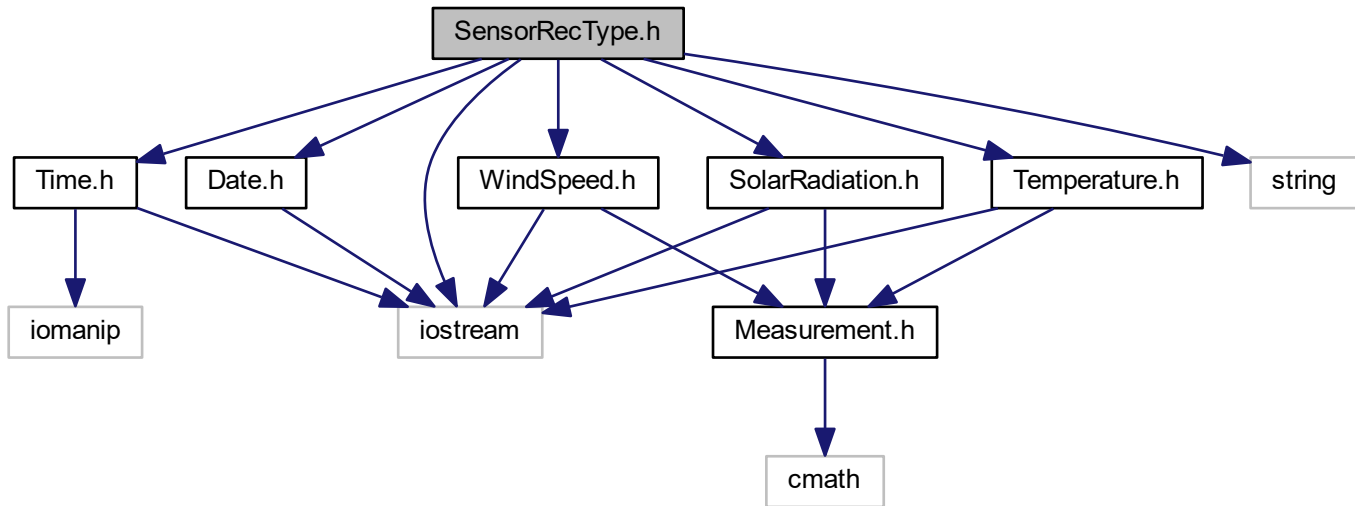 SensorRecType.h
Time.h
Date.h
WindSpeed.h
SolarRadiation.h
Temperature.h
string
iomanip
iostream
Measurement.h
cmath